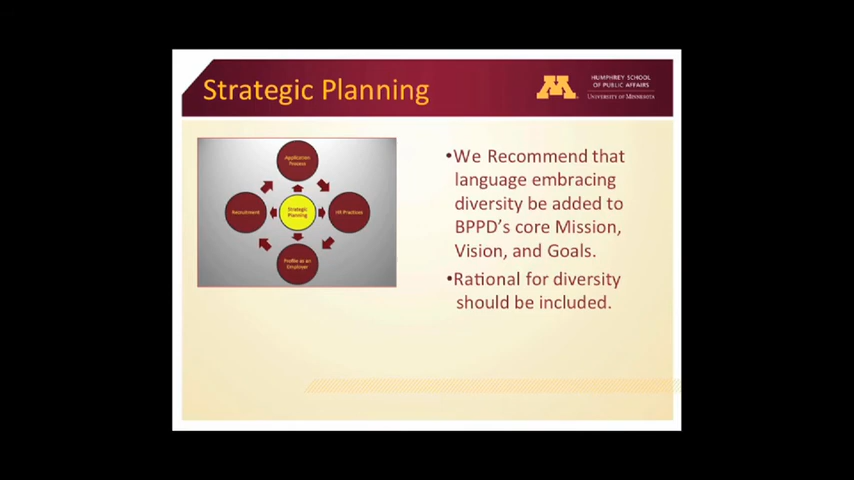 Strategic Planning
HUMPHREY SCHOOL
OF PUBLIC AFFAIRS
UNIVERSITY OF MINNESOTA
Application
Process
Recruitment
Strategic
Planning
HR Practices
Profile as an
Employer
•We Recommend that
language embracing
diversity be added to
BPPD's core Mission,
Vision, and Goals.
•Rational for diversity
should be included.